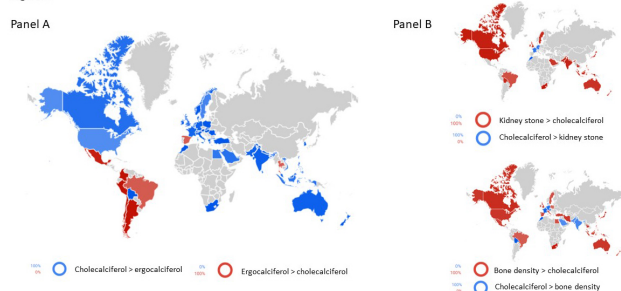 Panel A
100%
0%
Cholecalciferol > ergocalciferol
0%
100%
Ergocalciferol > cholecalciferol
Panel B
0%
100%
Kidney stone > cholecalciferol
100%
0%
Cholecalciferol > kidney stone
0%
100%
Bone density > cholecalciferol
100%
0%
Cholecalciferol > bone density